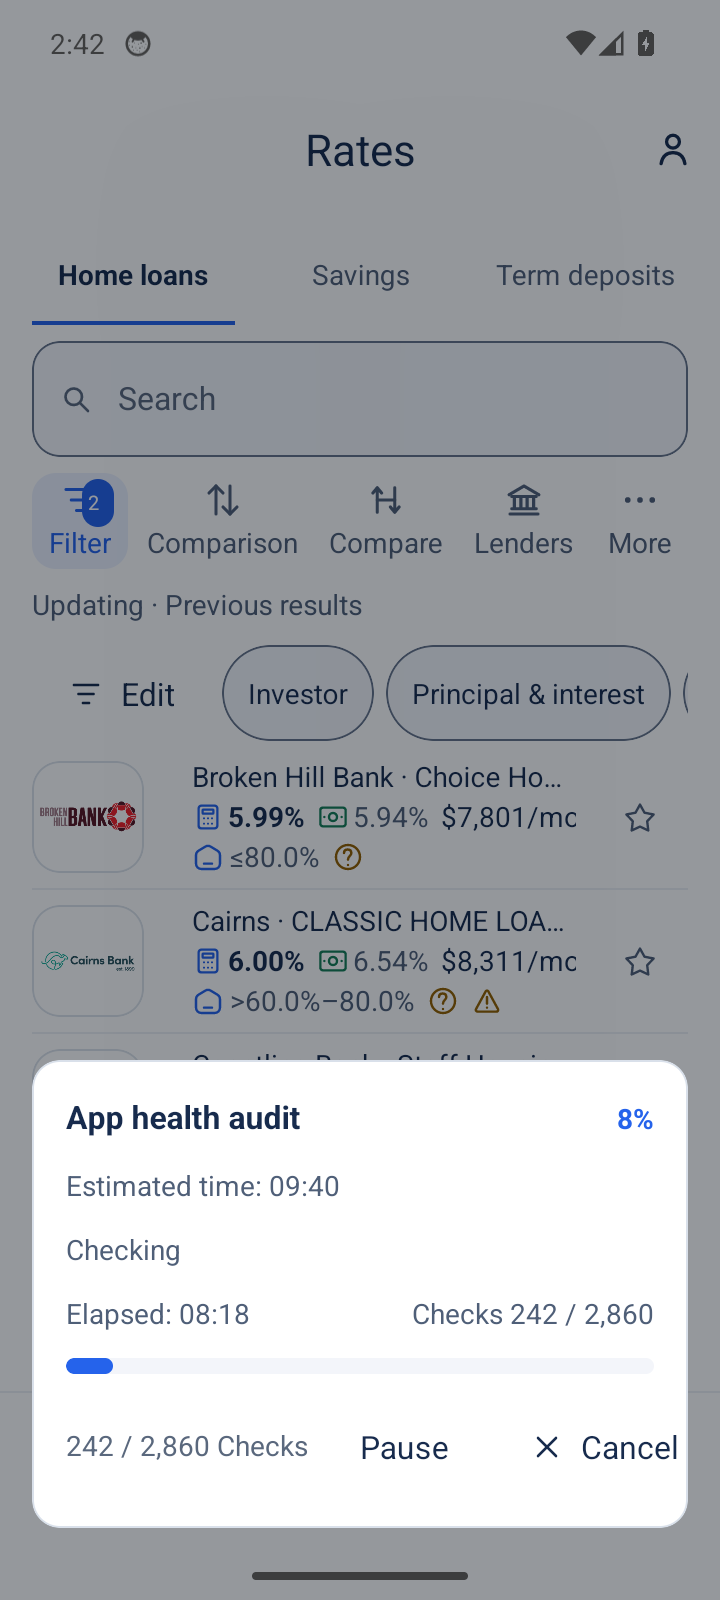 2:42
Rates
Home loans
Savings
Term deposits
Search
2
Filter
Comparison
Compare
Lenders
More
Updating · Previous results
Edit
Investor
Principal & interest
BROKEN HILL BANK
Broken Hill Bank · Choice Ho...
5.99% 5.94% $7,801/mo
≤80.0%
Cairns Bank
est 1899
Cairns · CLASSIC HOME LOA...
6.00% 6.54% $8,311/mo
>60.0%–80.0%
App health audit
8%
Estimated time: 09:40
Checking
Elapsed: 08:18
Checks 242 / 2,860
242 / 2,860 Checks
Pause
Cancel